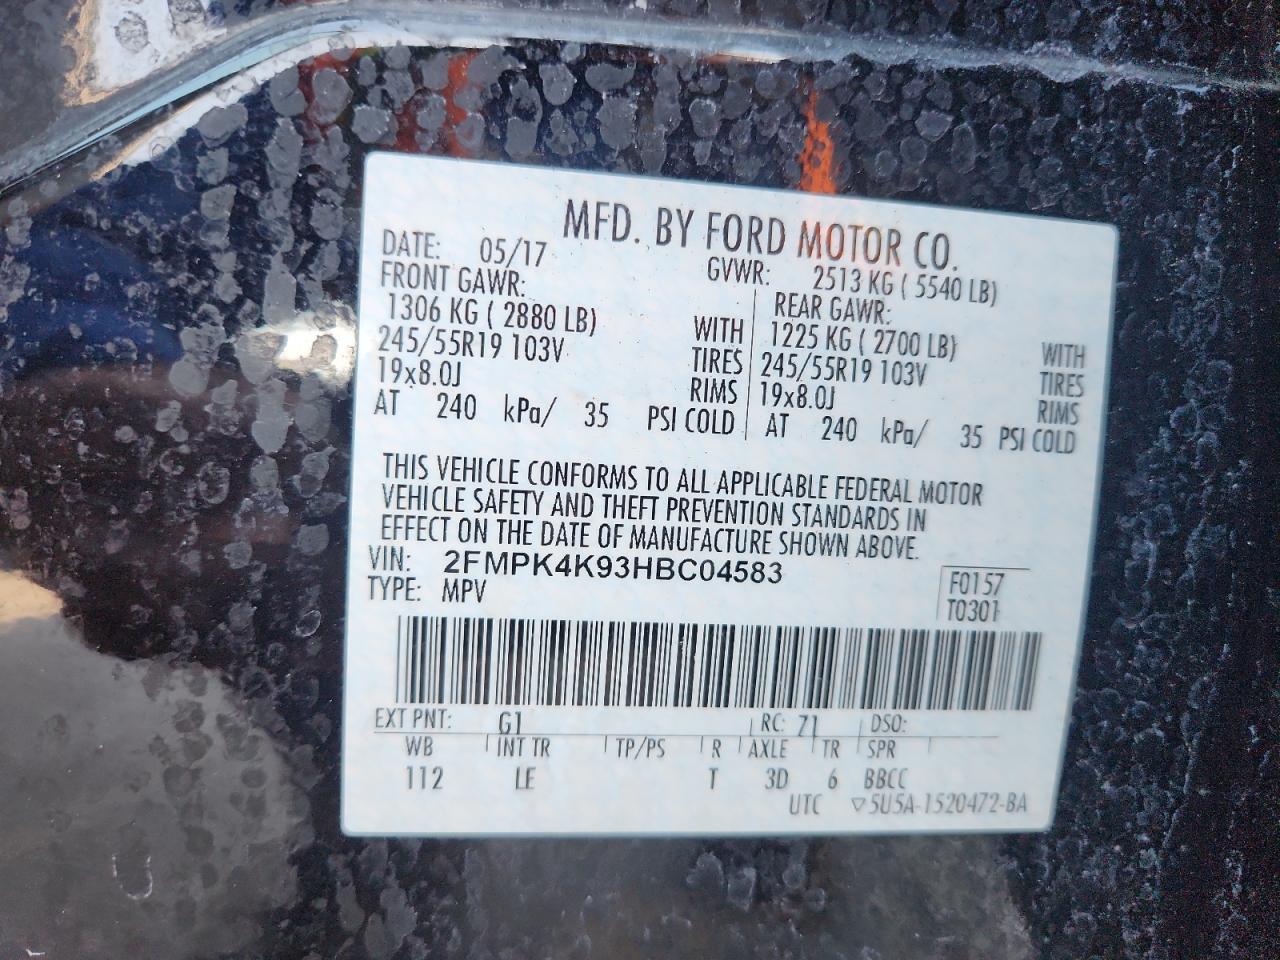 MFD. BY FORD MOTOR CO.
DATE: 05/17 GVWR: 2513 KG ( 5540 LB)
FRONT GAWR: REAR GAWR:
1306 KG ( 2880 LB) WITH 1225 KG ( 2700 LB) WITH
245/55R19 103V TIRES 245/55R19 103V TIRES
19x8.0J RIMS 19x8.0J RIMS
AT 240 kPa/ 35 PSI COLD AT 240 kPa/ 35 PSI COLD
THIS VEHICLE CONFORMS TO ALL APPLICABLE FEDERAL MOTOR
VEHICLE SAFETY AND THEFT PREVENTION STANDARDS IN
EFFECT ON THE DATE OF MANUFACTURE SHOWN ABOVE.
VIN: 2FMPK4K93HBC04583 F0157
TYPE: MPV T0301
EXT PNT: G1 RC: 71 DSO:
WB INT TR TP/PS R AXLE TR SPR
112 LE T 3D 6 BBCC
UTC ▽5U5A-1520472-BA